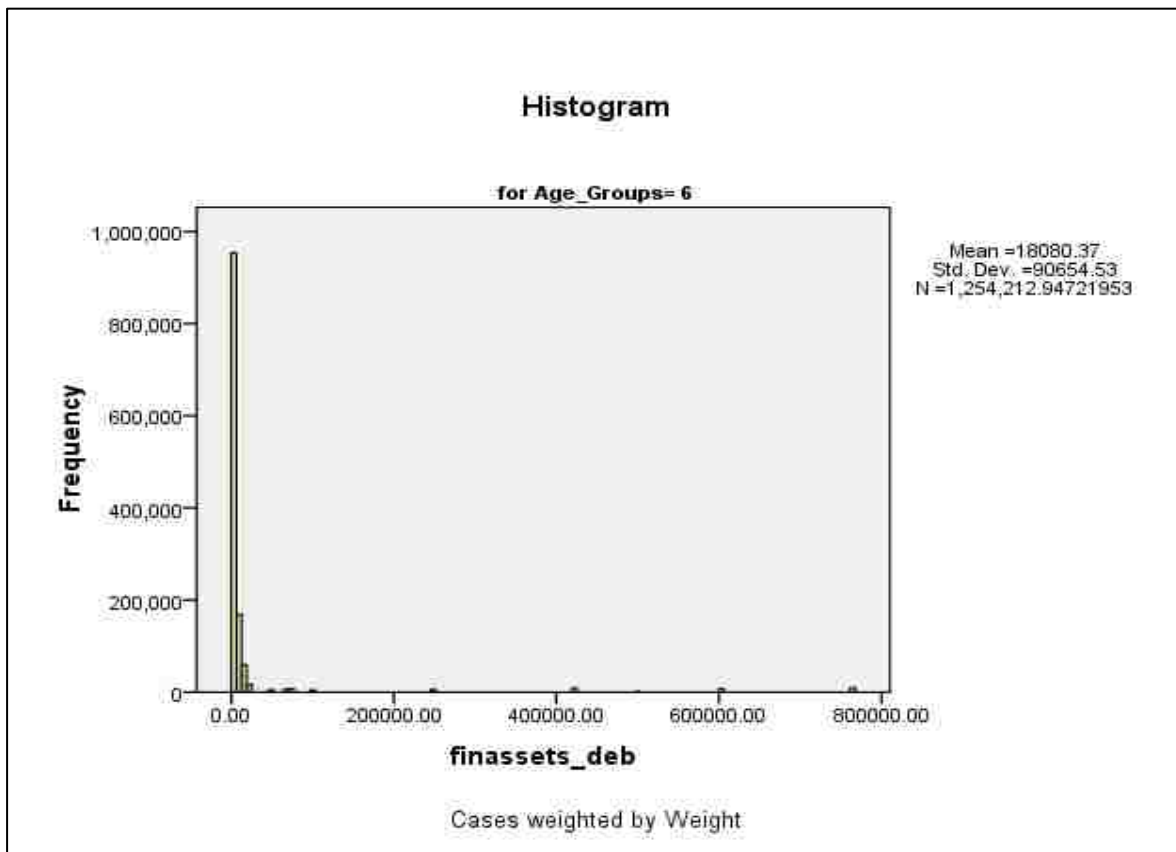 Histogram
for Age_Groups= 6
Mean =18080.37
Std. Dev. =90654.53
N =1,254,212.94721953
Frequency
1,000,000
800,000
600,000
400,000
200,000
0
0.00 200000.00 400000.00 600000.00 800000.00
finassets_deb
Cases weighted by Weight